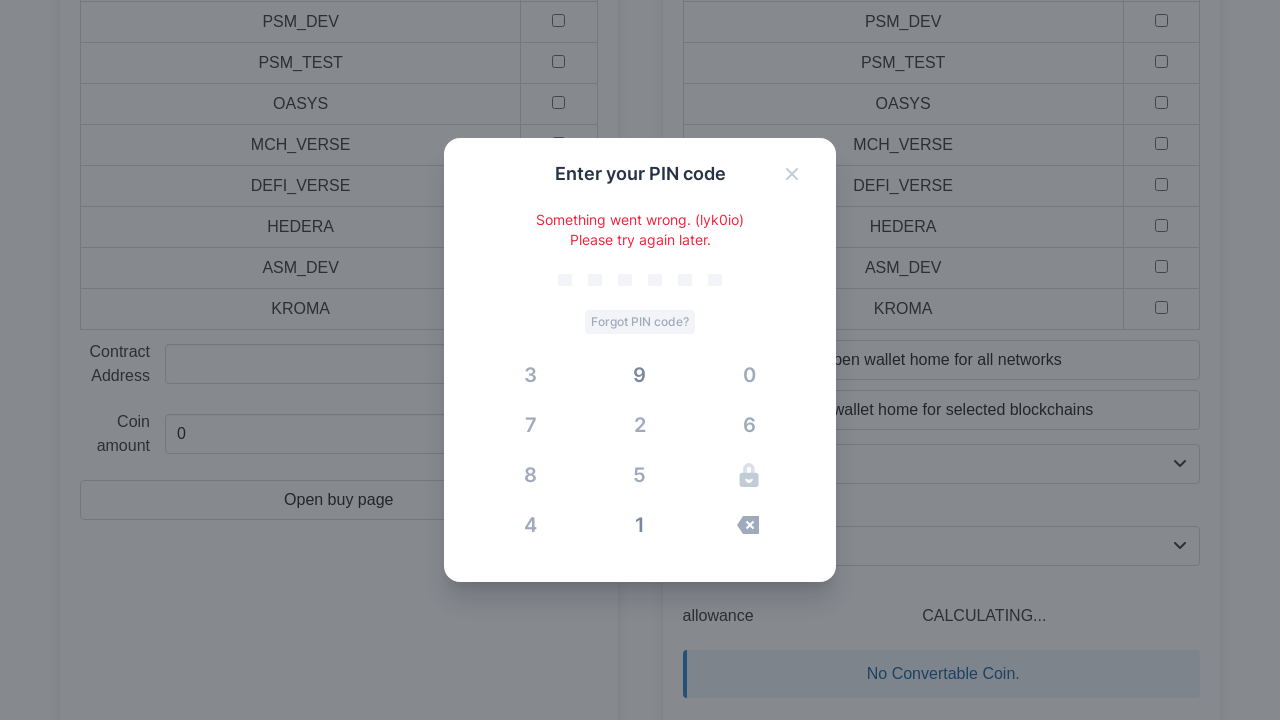 PSM_DEV
PSM_DEV
PSM_TEST
PSM_TEST
OASYS
OASYS
MCH_VERSE
MCH_VERSE
DEFI_VERSE
DEFI_VERSE
HEDERA
HEDERA
ASM_DEV
ASM_DEV
KROMA
KROMA
Contract
Address
Coin
amount
0
Open buy page
Enter your PIN code
Something went wrong. (lyk0io)
Please try again later.
Forgot PIN code?
3 9 0
7 2 6
8 5
4 1
pen wallet home for all networks
wallet home for selected blockchains
allowance CALCULATING...
No Convertable Coin.